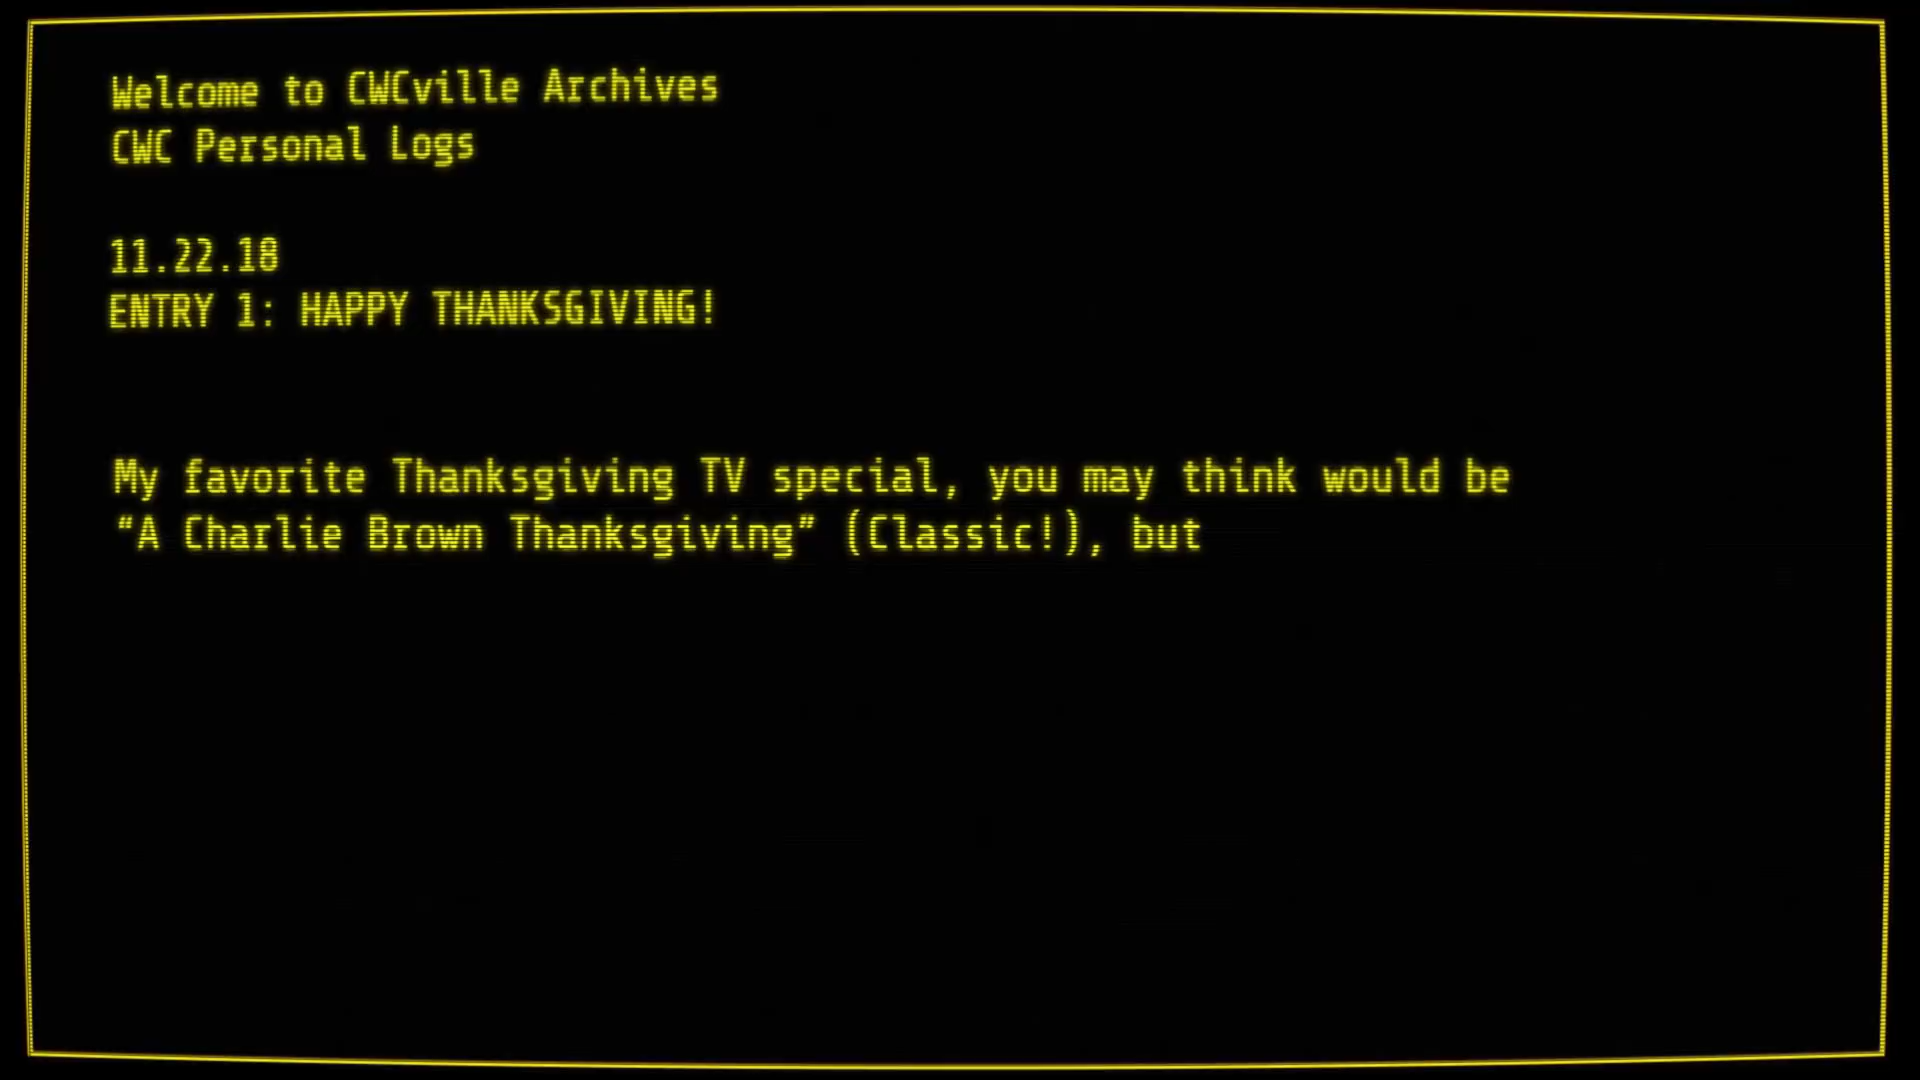 Welcome to CWCville Archives
CWC Personal Logs
11.22.18
ENTRY 1: HAPPY THANKSGIVING!
My favorite Thanksgiving TV special, you may think would be
“A Charlie Brown Thanksgiving” (Classic!), but